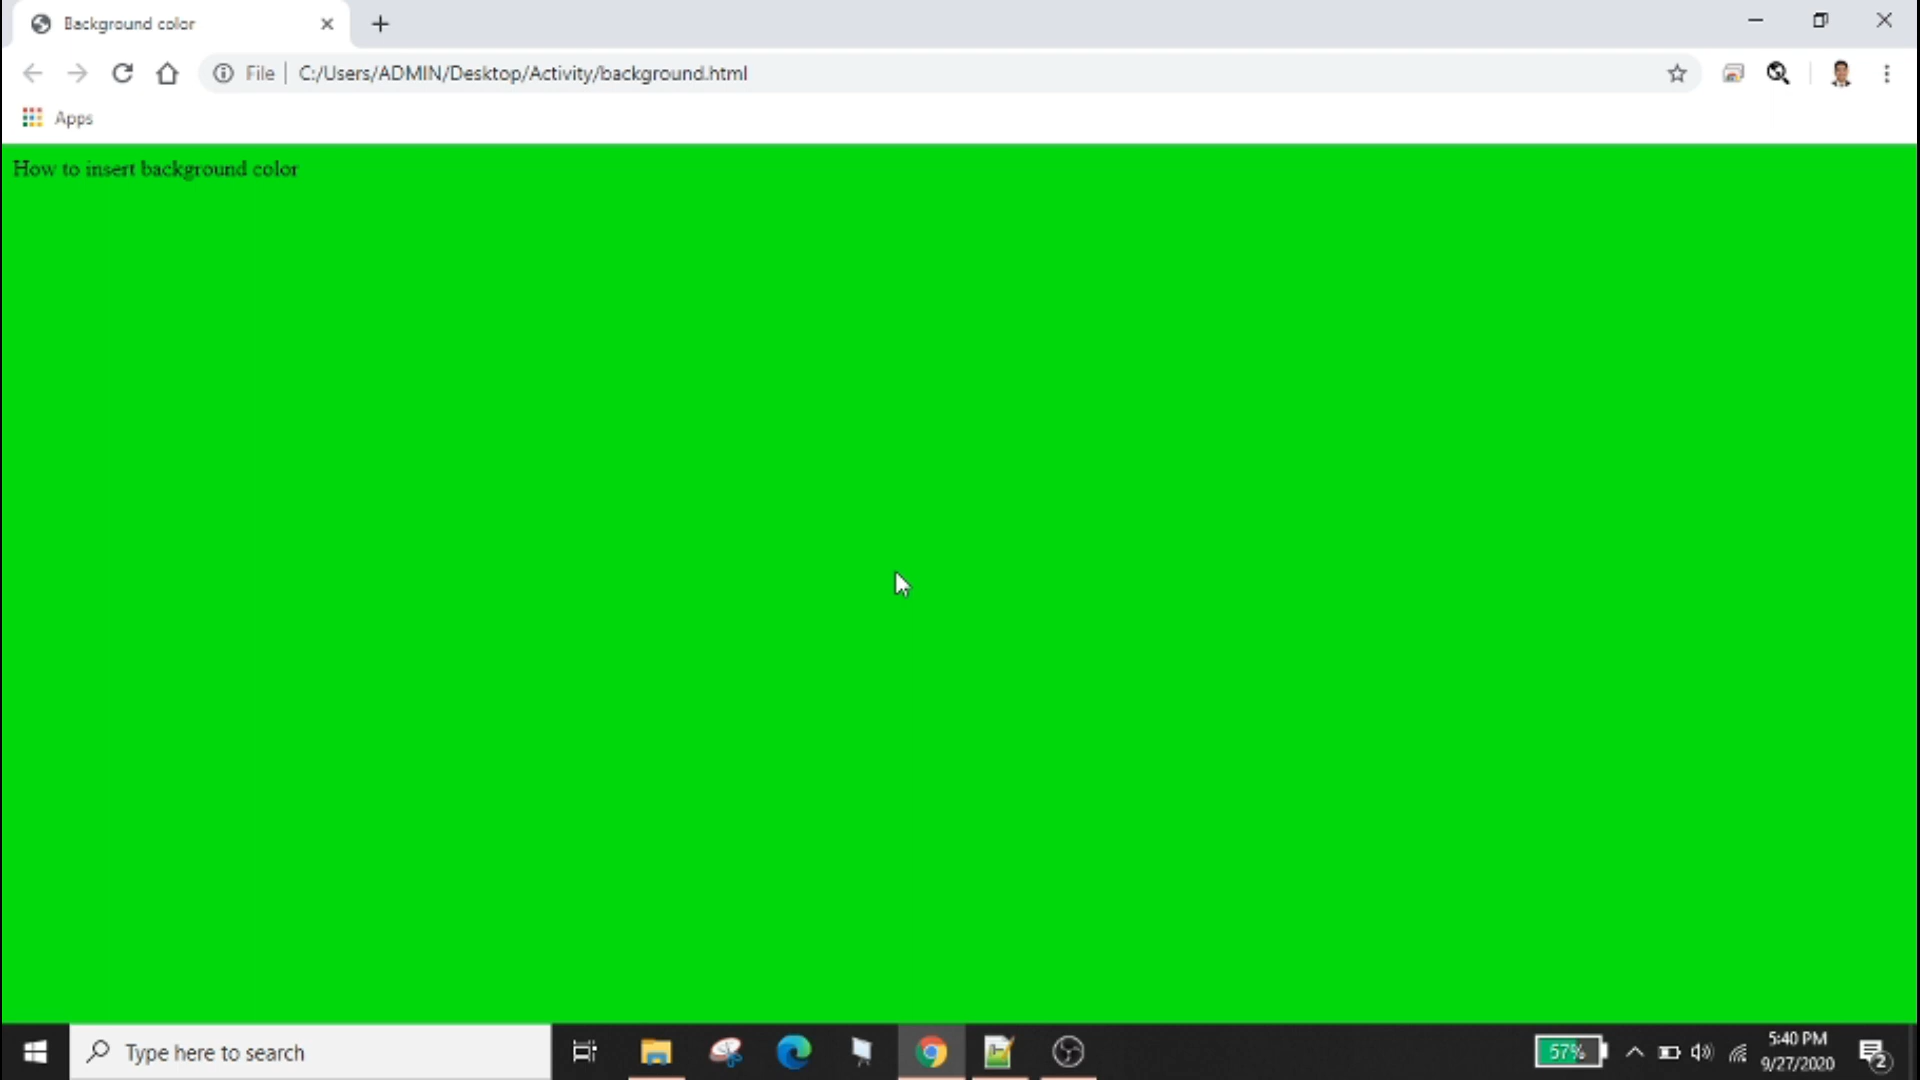 Background color
File
C:/Users/ADMIN/Desktop/Activity/background.html
Apps
How to insert background color
Type here to search
57%
5:40 PM
9/27/2020
2